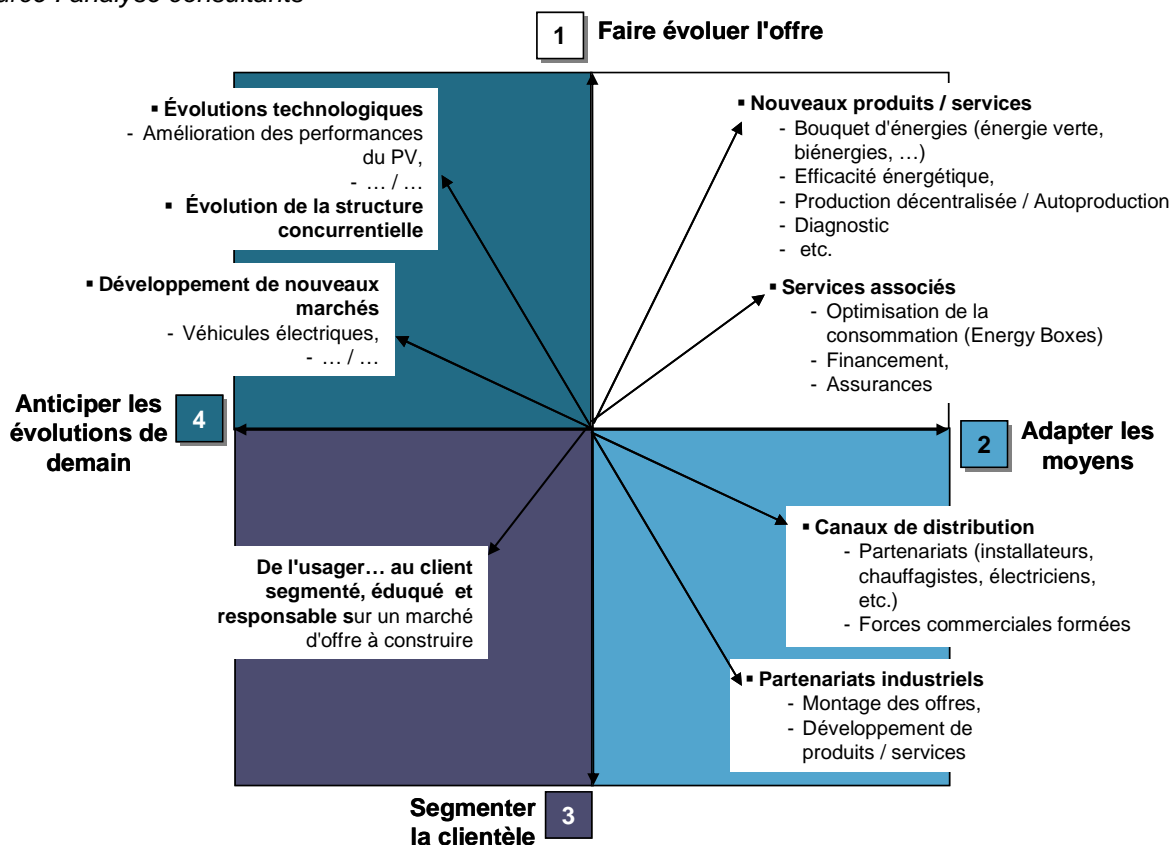 analyse consultants
1 Faire évoluer l'offre
▪ Évolutions technologiques
- Amélioration des performances
du PV,
- … / …
▪ Évolution de la structure
concurrentielle
▪ Développement de nouveaux
marchés
- Véhicules électriques,
- … / …
▪ Nouveaux produits / services
- Bouquet d'énergies (énergie verte,
biénergies, …)
- Efficacité énergétique,
- Production décentralisée / Autoproduction
- Diagnostic
- etc.
▪ Services associés
- Optimisation de la
consommation (Energy Boxes)
- Financement,
- Assurances
Anticiper les
évolutions de
demain
4
2
Adapter les
moyens
De l'usager… au client
segmenté, éduqué et
responsable sur un marché
d'offre à construire
▪ Canaux de distribution
- Partenariats (installateurs,
chauffagistes, électriciens,
etc.)
- Forces commerciales formées
▪ Partenariats industriels
- Montage des offres,
- Développement de
produits / services
Segmenter
la clientèle
3